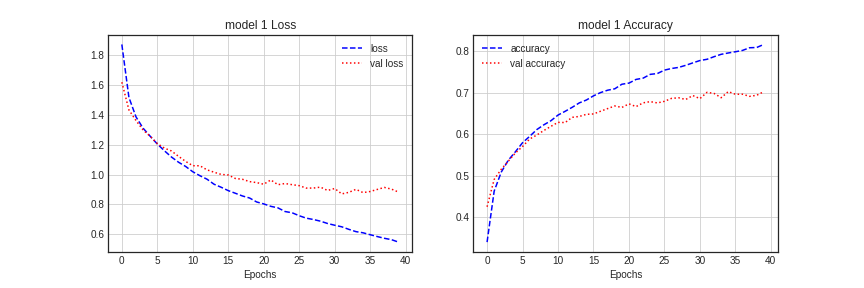 model 1 Loss
1.8
1.6
1.4
1.2
1.0
0.8
0.6
loss
val loss
0 5 10 15 20 25 30 35 40
Epochs
model 1 Accuracy
0.8
0.7
0.6
0.5
0.4
accuracy
val accuracy
0 5 10 15 20 25 30 35 40
Epochs